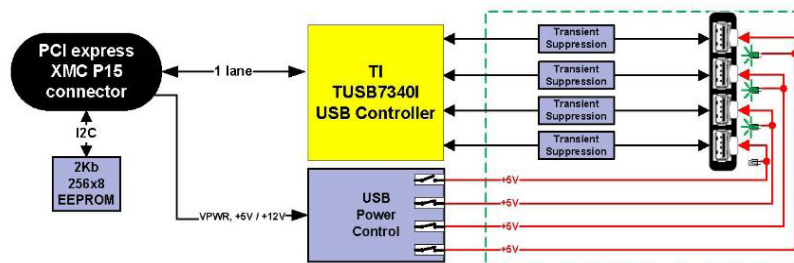 PCI express
XMC P15
connector
1 lane
I2C
2Kb
256x8
EEPROM
VPWR, +5V / +12V
TI
TUSB7340I
USB Controller
USB
Power
Control
Transient
Suppression
Transient
Suppression
Transient
Suppression
Transient
Suppression
+5V
+5V
+5V
+5V